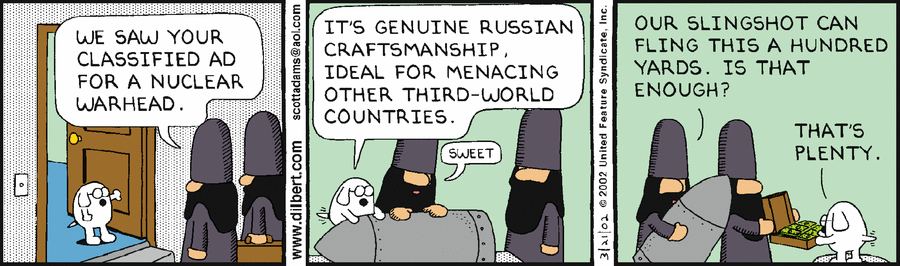 WE SAW YOUR
CLASSIFIED AD
FOR A NUCLEAR
WARHEAD.
scottadams@aol.com
www.dilbert.com
IT'S GENUINE RUSSIAN
CRAFTSMANSHIP,
IDEAL FOR MENACING
OTHER THIRD-WORLD
COUNTRIES.
SWEET
3/21/02 © 2002 United Feature Syndicate, Inc.
OUR SLINGSHOT CAN
FLING THIS A HUNDRED
YARDS. IS THAT
ENOUGH?
THAT'S
PLENTY.